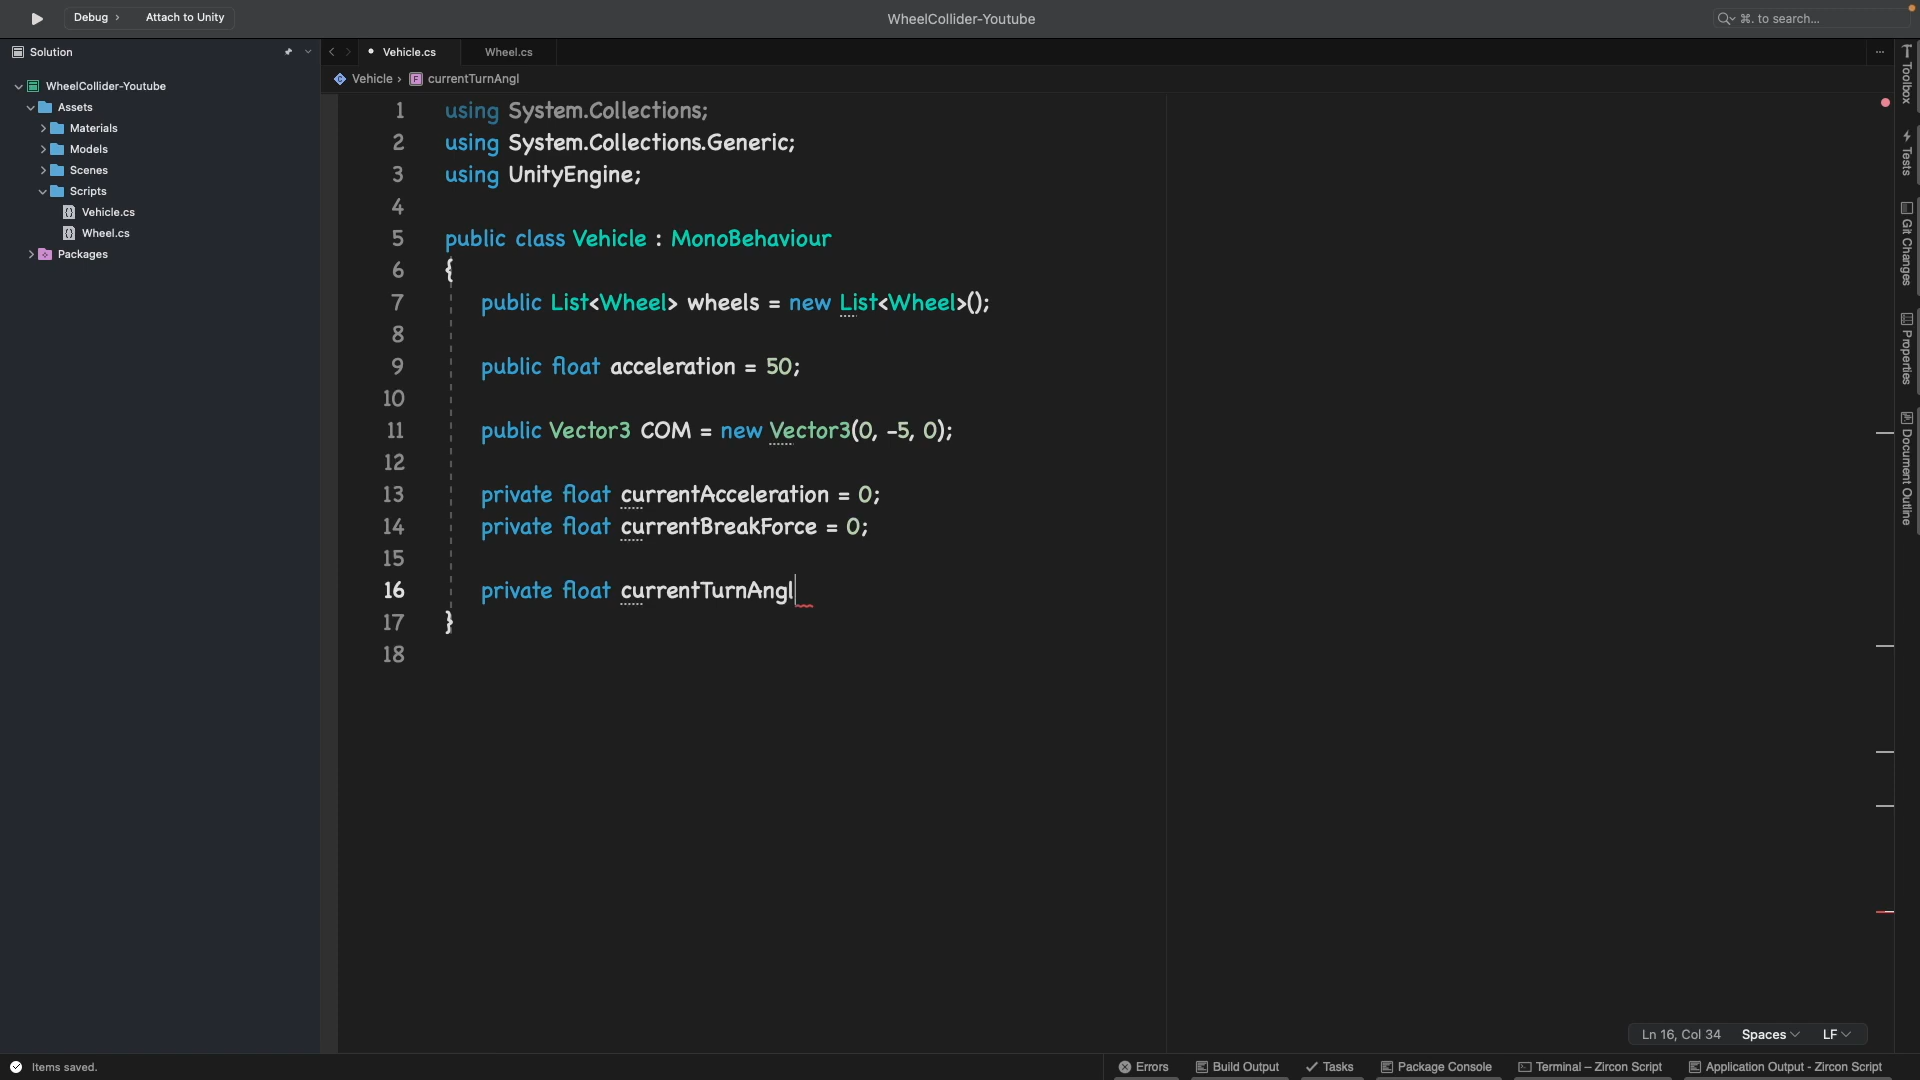 Debug › Attach to Unity
WheelCollider-Youtube
⌘. to search...
Solution
WheelCollider-Youtube
Assets
Materials
Models
Scenes
Scripts
Vehicle.cs
Wheel.cs
Packages
Vehicle.cs
Wheel.cs
Vehicle › currentTurnAngl
1 using System.Collections;
2 using System.Collections.Generic;
3 using UnityEngine;
4
5 public class Vehicle : MonoBehaviour
6 {
7 public List<Wheel> wheels = new List<Wheel>();
8
9 public float acceleration = 50;
10
11 public Vector3 COM = new Vector3(0, -5, 0);
12
13 private float currentAcceleration = 0;
14 private float currentBreakForce = 0;
15
16 private float currentTurnAngl
17 }
18
Toolbox
Tests
Git Changes
Properties
Document Outline
Ln 16, Col 34 Spaces LF
Items saved.
Errors
Build Output
Tasks
Package Console
Terminal – Zircon Script
Application Output - Zircon Script